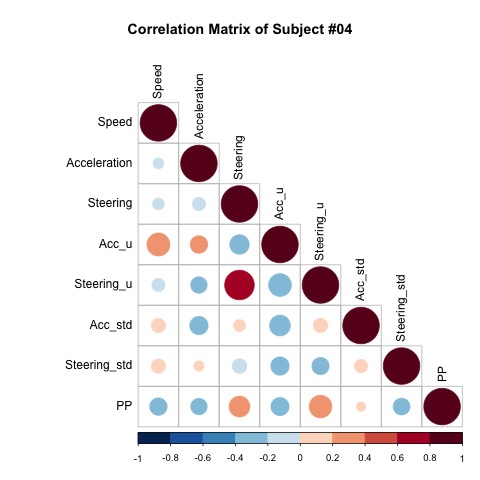 Correlation Matrix of Subject #04
Speed
Acceleration
Steering
Acc_u
Steering_u
Acc_std
Steering_std
PP
Speed
Acceleration
Steering
Acc_u
Steering_u
Acc_std
Steering_std
PP
-1 -0.8 -0.6 -0.4 -0.2 0 0.2 0.4 0.6 0.8 1